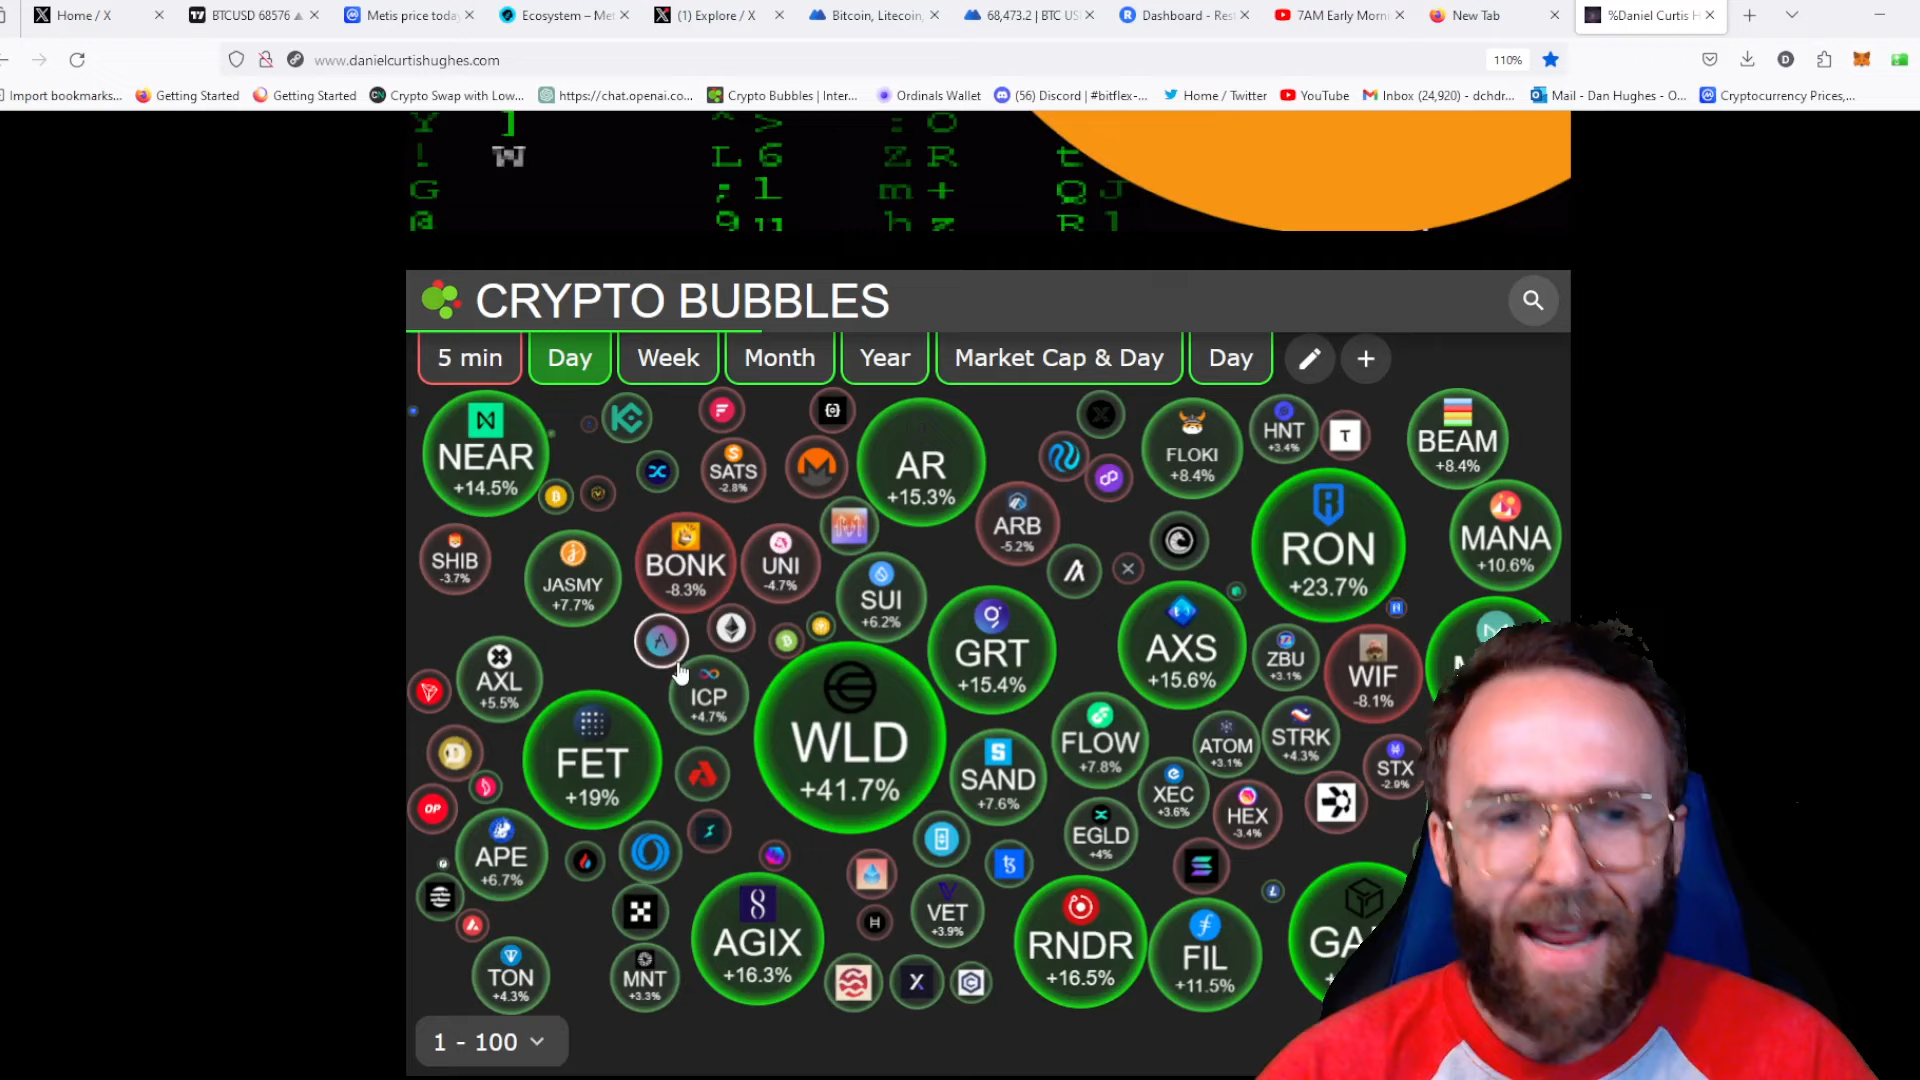 Home / X
BTCUSD 68576
Metis price today
Ecosystem – Met
(1) Explore / X
Bitcoin, Litecoin,
68,473.2 | BTC US
Dashboard - Res
7AM Early Morni
New Tab
%Daniel Curtis H
www.danielcurtishughes.com
110%
Import bookmarks...
Getting Started
Getting Started
Crypto Swap with Low...
https://chat.openai.co...
Crypto Bubbles | Inter...
Ordinals Wallet
(56) Discord | #bitflex-...
Home / Twitter
YouTube
Inbox (24,920) - dchdr...
Mail - Dan Hughes - O...
Cryptocurrency Prices,...
CRYPTO BUBBLES
5 min
Day
Week
Month
Year
Market Cap & Day
Day
NEAR
+14.5%
SATS
-2.8%
AR
+15.3%
FLOKI
+8.4%
HNT
+3.4%
BEAM
+8.4%
SHIB
-3.7%
JASMY
+7.7%
BONK
-8.3%
UNI
-4.7%
SUI
+6.2%
ARB
-5.2%
RON
+23.7%
MANA
+10.6%
AXL
+5.5%
ICP
+4.7%
GRT
+15.4%
AXS
+15.6%
ZBU
+3.1%
WIF
-8.1%
FET
+19%
WLD
+41.7%
SAND
+7.6%
FLOW
+7.8%
ATOM
+3.1%
STRK
+4.3%
STX
-2.9%
XEC
+3.6%
HEX
-3.4%
EGLD
+4%
OP
APE
+6.7%
AGIX
+16.3%
VET
+3.9%
RNDR
+16.5%
FIL
+11.5%
GA
TON
+4.3%
MNT
+3.3%
1 - 100